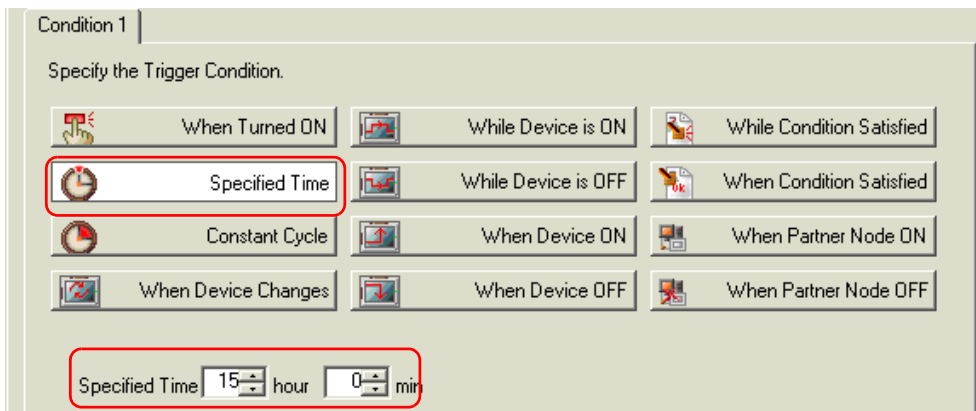 Condition 1
Specify the Trigger Condition.
When Turned ON While Device is ON While Condition Satisfied
Specified Time While Device is OFF When Condition Satisfied
Constant Cycle When Device ON When Partner Node ON
When Device Changes When Device OFF When Partner Node OFF
Specified Time 15 hour 0 min